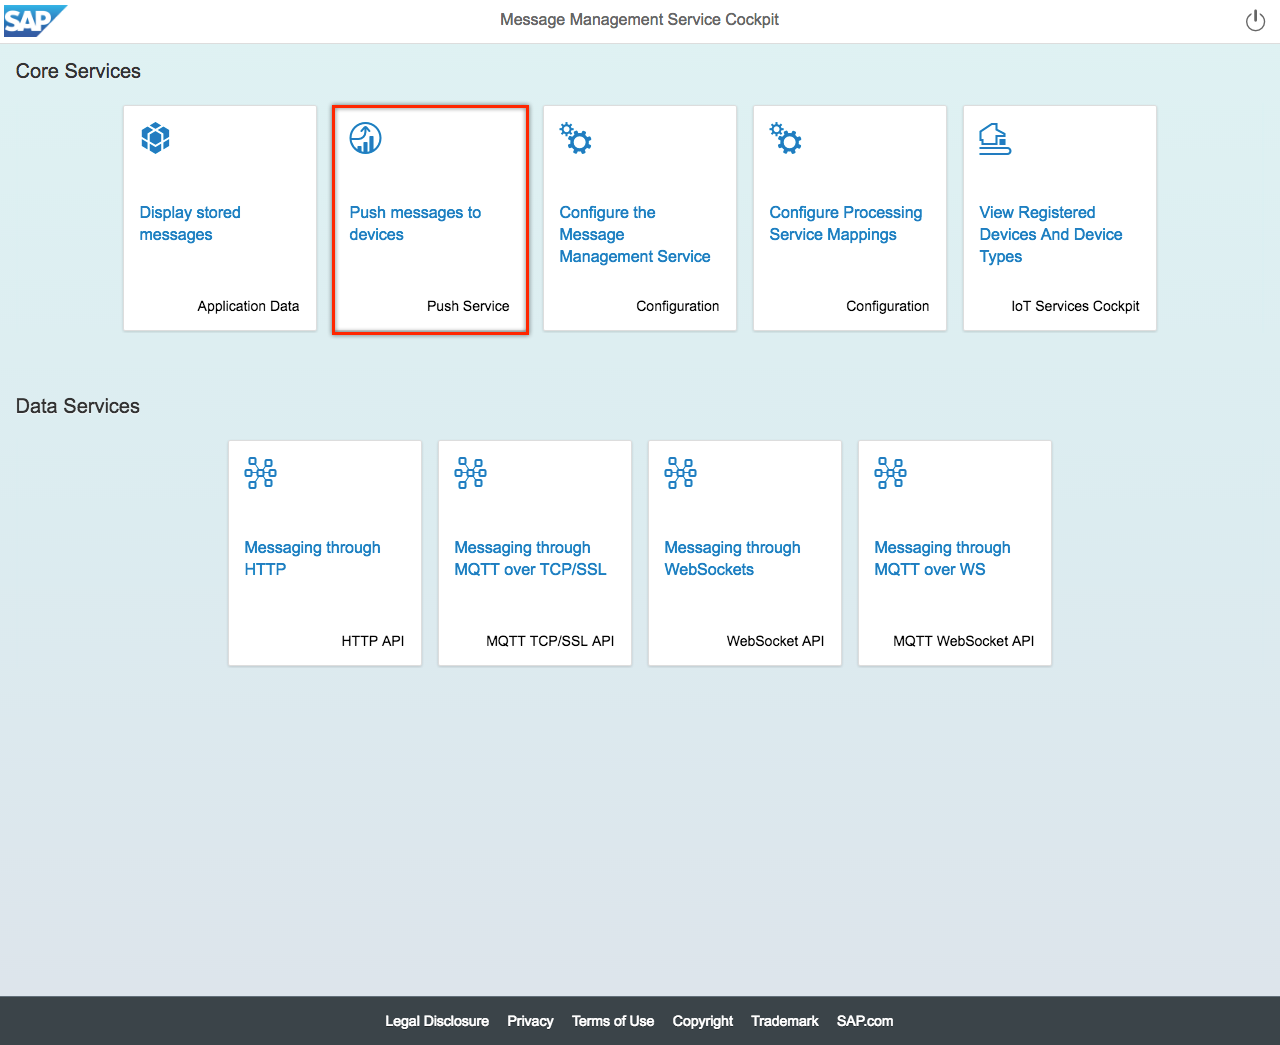 SAP
Message Management Service Cockpit
Core Services
Display stored
messages
Application Data
Push messages to
devices
Push Service
Configure the
Message
Management Service
Configuration
Configure Processing
Service Mappings
Configuration
View Registered
Devices And Device
Types
IoT Services Cockpit
Data Services
Messaging through
HTTP
HTTP API
Messaging through
MQTT over TCP/SSL
MQTT TCP/SSL API
Messaging through
WebSockets
WebSocket API
Messaging through
MQTT over WS
MQTT WebSocket API
Legal Disclosure Privacy Terms of Use Copyright Trademark SAP.com